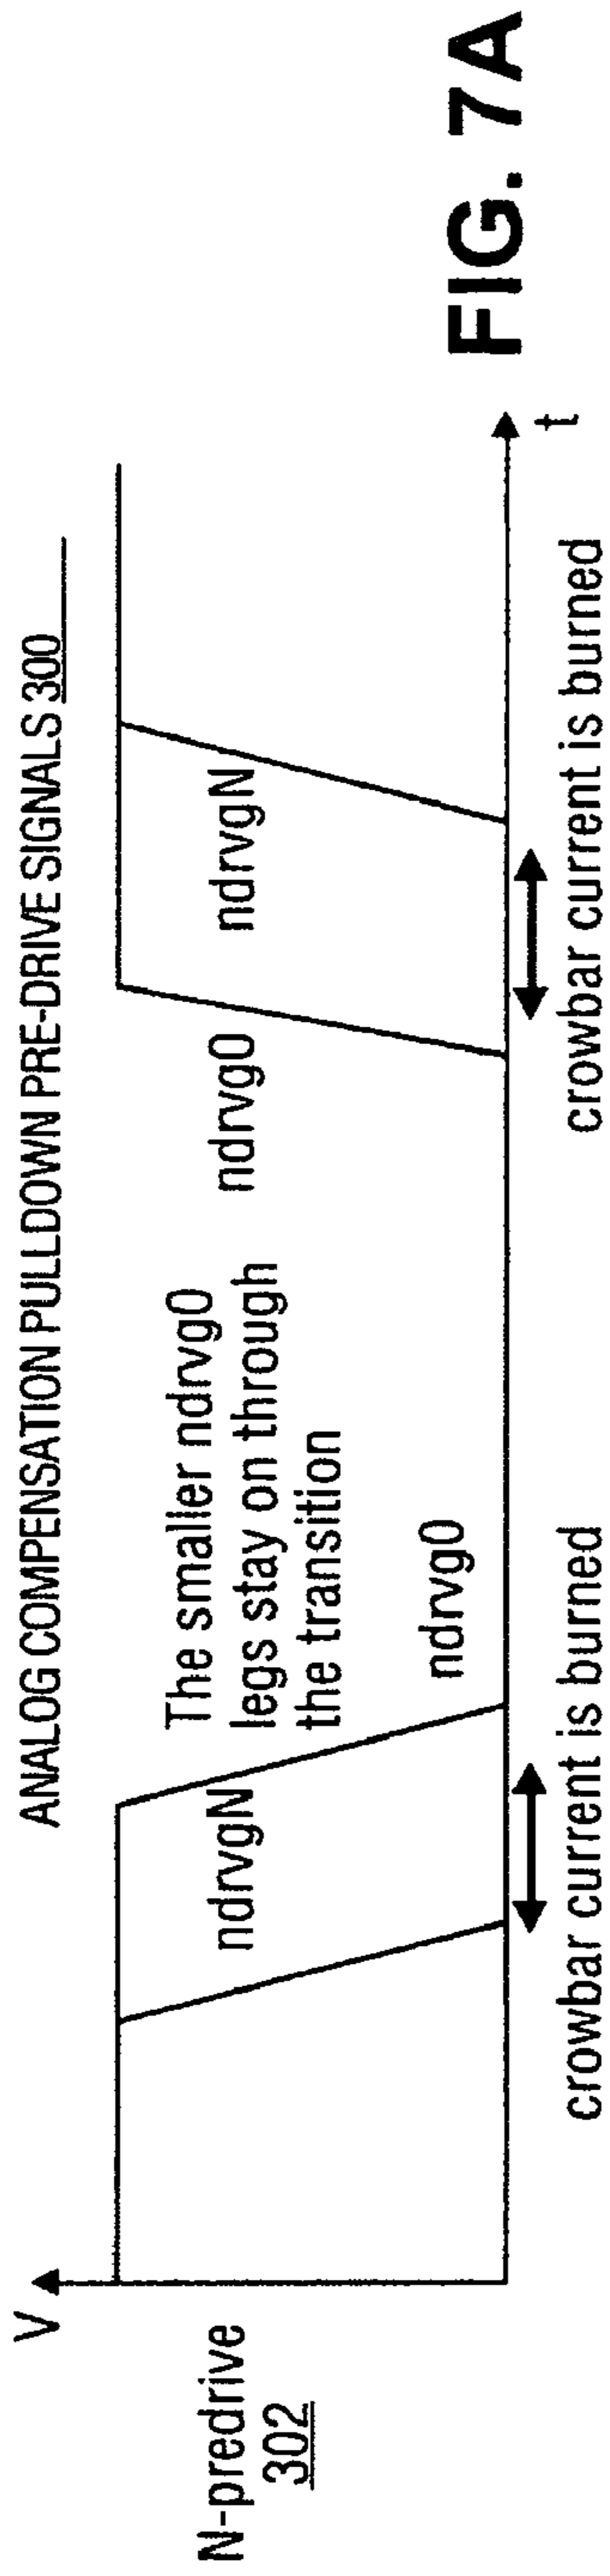 ANALOG COMPENSATION PULLDOWN PRE-DRIVE SIGNALS 300
V
N-predrive
302
ndrvgN
The smaller ndrvg0
legs stay on through
the transition
ndrvg0
ndrvg0
ndrvgN
t
crowbar current is burned
crowbar current is burned
FIG. 7A